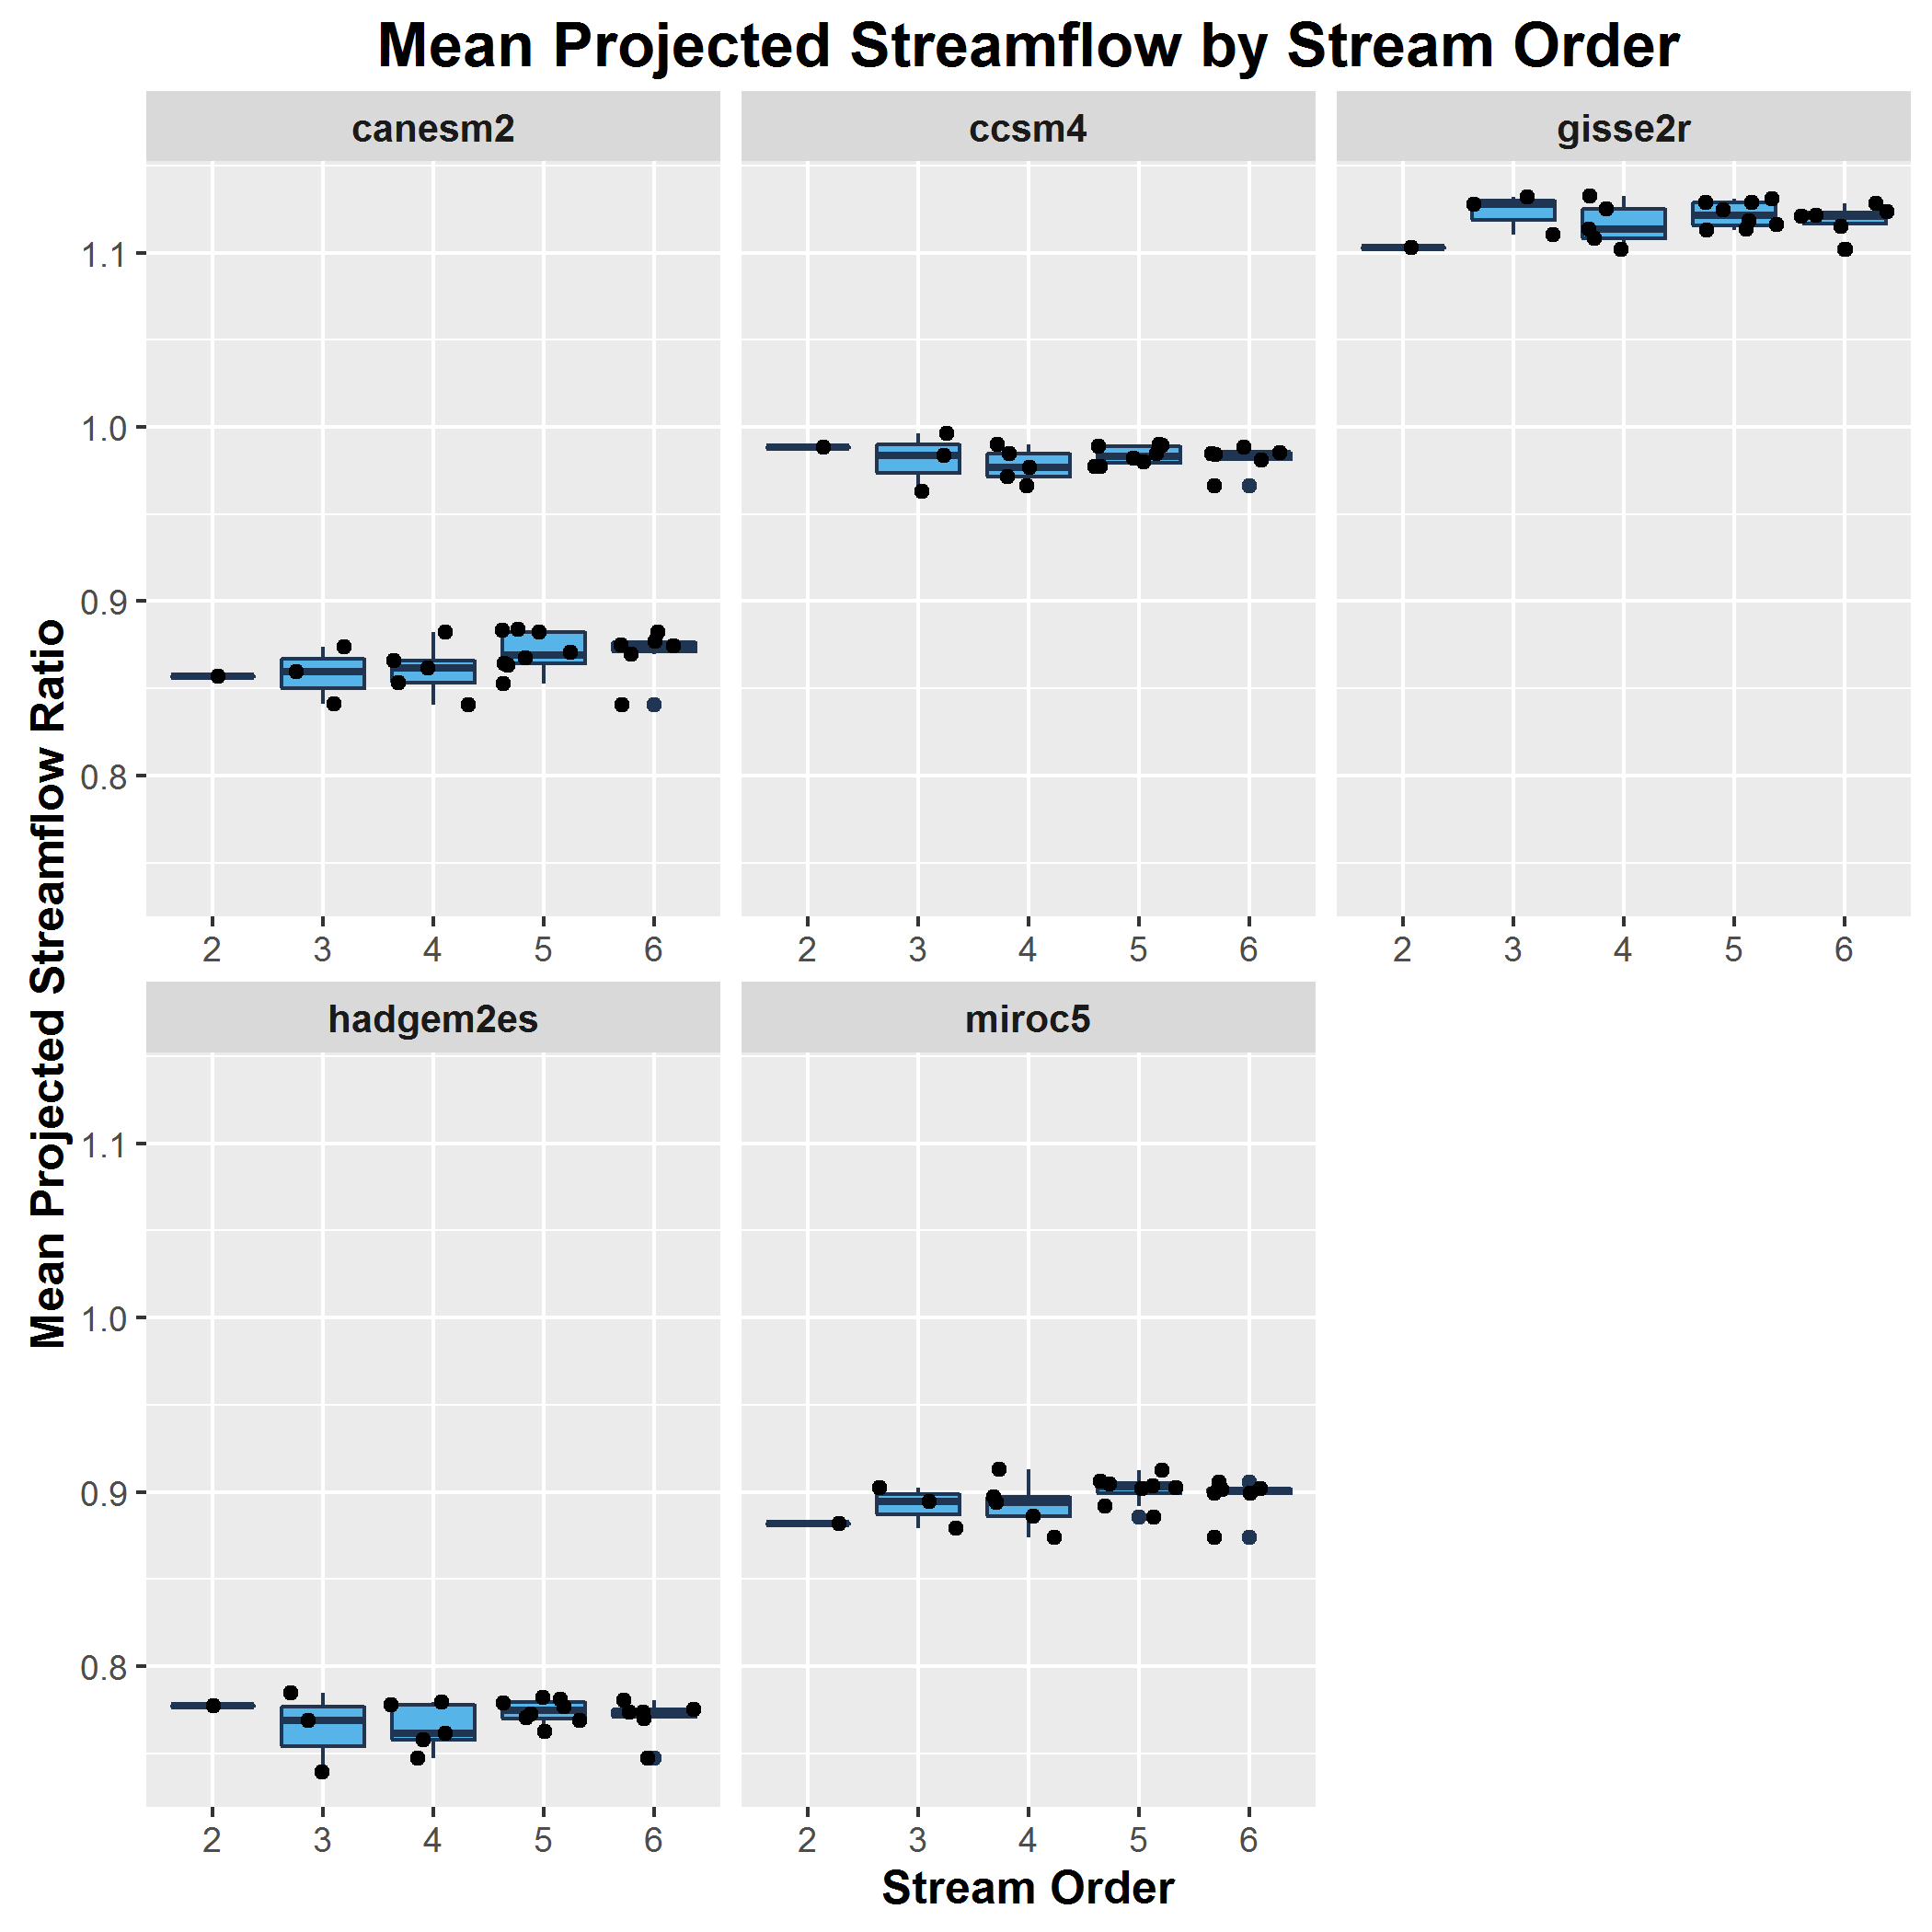 Mean Projected Streamflow by Stream Order
canesm2
ccsm4
gisse2r
1.1
1.0
0.9
0.8
2 3 4 5 6
2 3 4 5 6
2 3 4 5 6
Mean Projected Streamflow Ratio
hadgem2es
miroc5
1.1
1.0
0.9
0.8
2 3 4 5 6
2 3 4 5 6
Stream Order